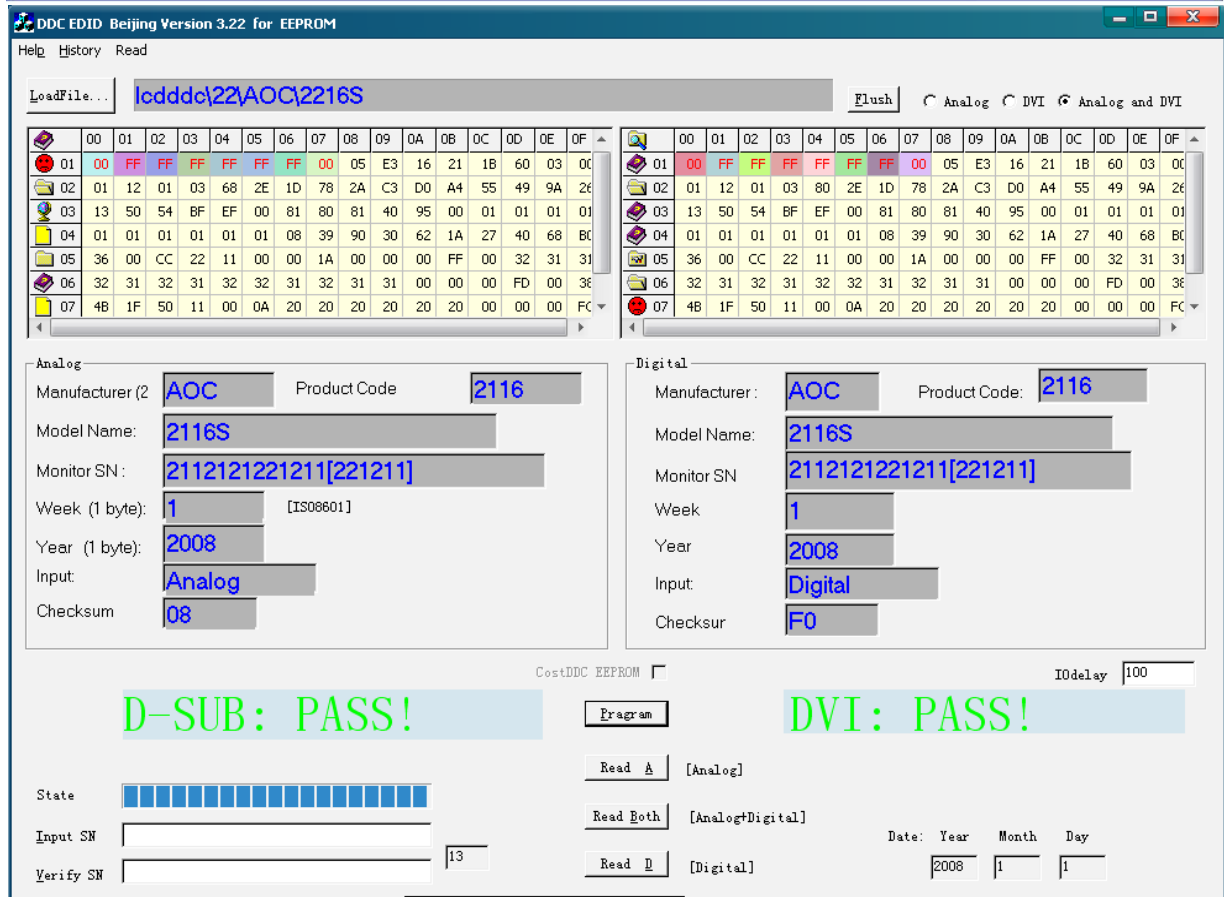 DDC EDID Beijing Version 3.22 for EEPROM
Help History Read
LoadFile... lcdddc\22\AOC\2216S Flush Analog DVI Analog and DVI
00 01 02 03 04 05 06 07 08 09 0A 0B 0C 0D 0E 0F
01 00 FF FF FF FF FF FF 00 05 E3 16 21 1B 60 03
02 01 12 01 03 68 2E 1D 78 2A C3 D0 A4 55 49 9A 26
03 13 50 54 BF EF 00 81 80 81 40 95 00 01 01 01 01
04 01 01 01 01 01 01 08 39 90 30 62 1A 27 40 68
05 36 00 CC 22 11 00 00 1A 00 00 00 FF 00 32 31 31
06 32 31 32 31 32 32 31 32 31 31 00 00 00 FD 00
07 4B 1F 50 11 00 0A 20 20 20 20 20 20 00 00 00
00 01 02 03 04 05 06 07 08 09 0A 0B 0C 0D 0E 0F
01 00 FF FF FF FF FF FF 00 05 E3 16 21 1B 60 03
02 01 12 01 03 80 2E 1D 78 2A C3 D0 A4 55 49 9A 26
03 13 50 54 BF EF 00 81 80 81 40 95 00 01 01 01 01
04 01 01 01 01 01 01 08 39 90 30 62 1A 27 40 68
05 36 00 CC 22 11 00 00 1A 00 00 00 FF 00 32 31 31
06 32 31 32 31 32 32 31 32 31 31 00 00 00 FD 00
07 4B 1F 50 11 00 0A 20 20 20 20 20 20 00 00 00
Analog
Manufacturer (2 AOC Product Code 2116
Model Name: 2116S
Monitor SN : 2112121221211[221211]
Week (1 byte): 1 [ISO8601]
Year (1 byte): 2008
Input: Analog
Checksum 08
Digital
Manufacturer : AOC Product Code: 2116
Model Name: 2116S
Monitor SN 2112121221211[221211]
Week 1
Year 2008
Input: Digital
Checksur F0
CostDDC EEPROM
IOdelay 100
D-SUB: PASS! Pragram DVI: PASS!
Read A [Analog]
State
Read Both [Analog+Digital]
Input SN
13
Verify SN
Read D [Digital]
Date: Year Month Day
2008 1 1